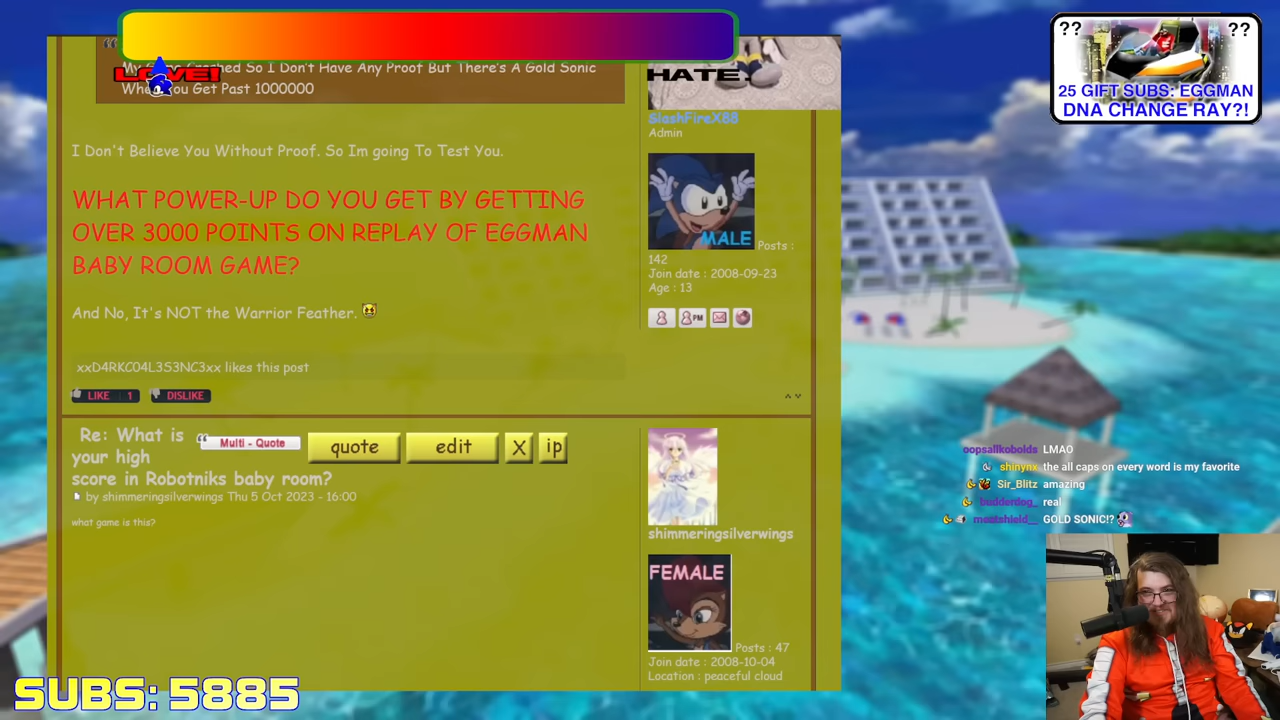 My Game Crashed So I Don't Have Any Proof But There's A Gold Sonic
When You Get Past 1000000
LOVE!
HATE.
I Don't Believe You Without Proof. So Im going To Test You.
WHAT POWER-UP DO YOU GET BY GETTING
OVER 3000 POINTS ON REPLAY OF EGGMAN
BABY ROOM GAME?
And No, It's NOT the Warrior Feather.
xxD4RKC04L3S3NC3xx likes this post
LIKE 1 DISLIKE
SlashFireX88
Admin
MALE
Posts :
142
Join date : 2008-09-23
Age : 13
PM
Re: What is
your high
score in Robotniks baby room?
Multi - Quote
quote
edit
X
ip
by shimmeringsilverwings Thu 5 Oct 2023 - 16:00
what game is this?
shimmeringsilverwings
FEMALE
Posts : 47
Join date : 2008-10-04
Location : peaceful cloud
SUBS: 5885
?? ??
25 GIFT SUBS: EGGMAN
DNA CHANGE RAY?!
oopsallkobolds LMAO
shinynx the all caps on every word is my favorite
Sir_Blitz amazing
budderdog_ real
meatshield__ GOLD SONIC!?